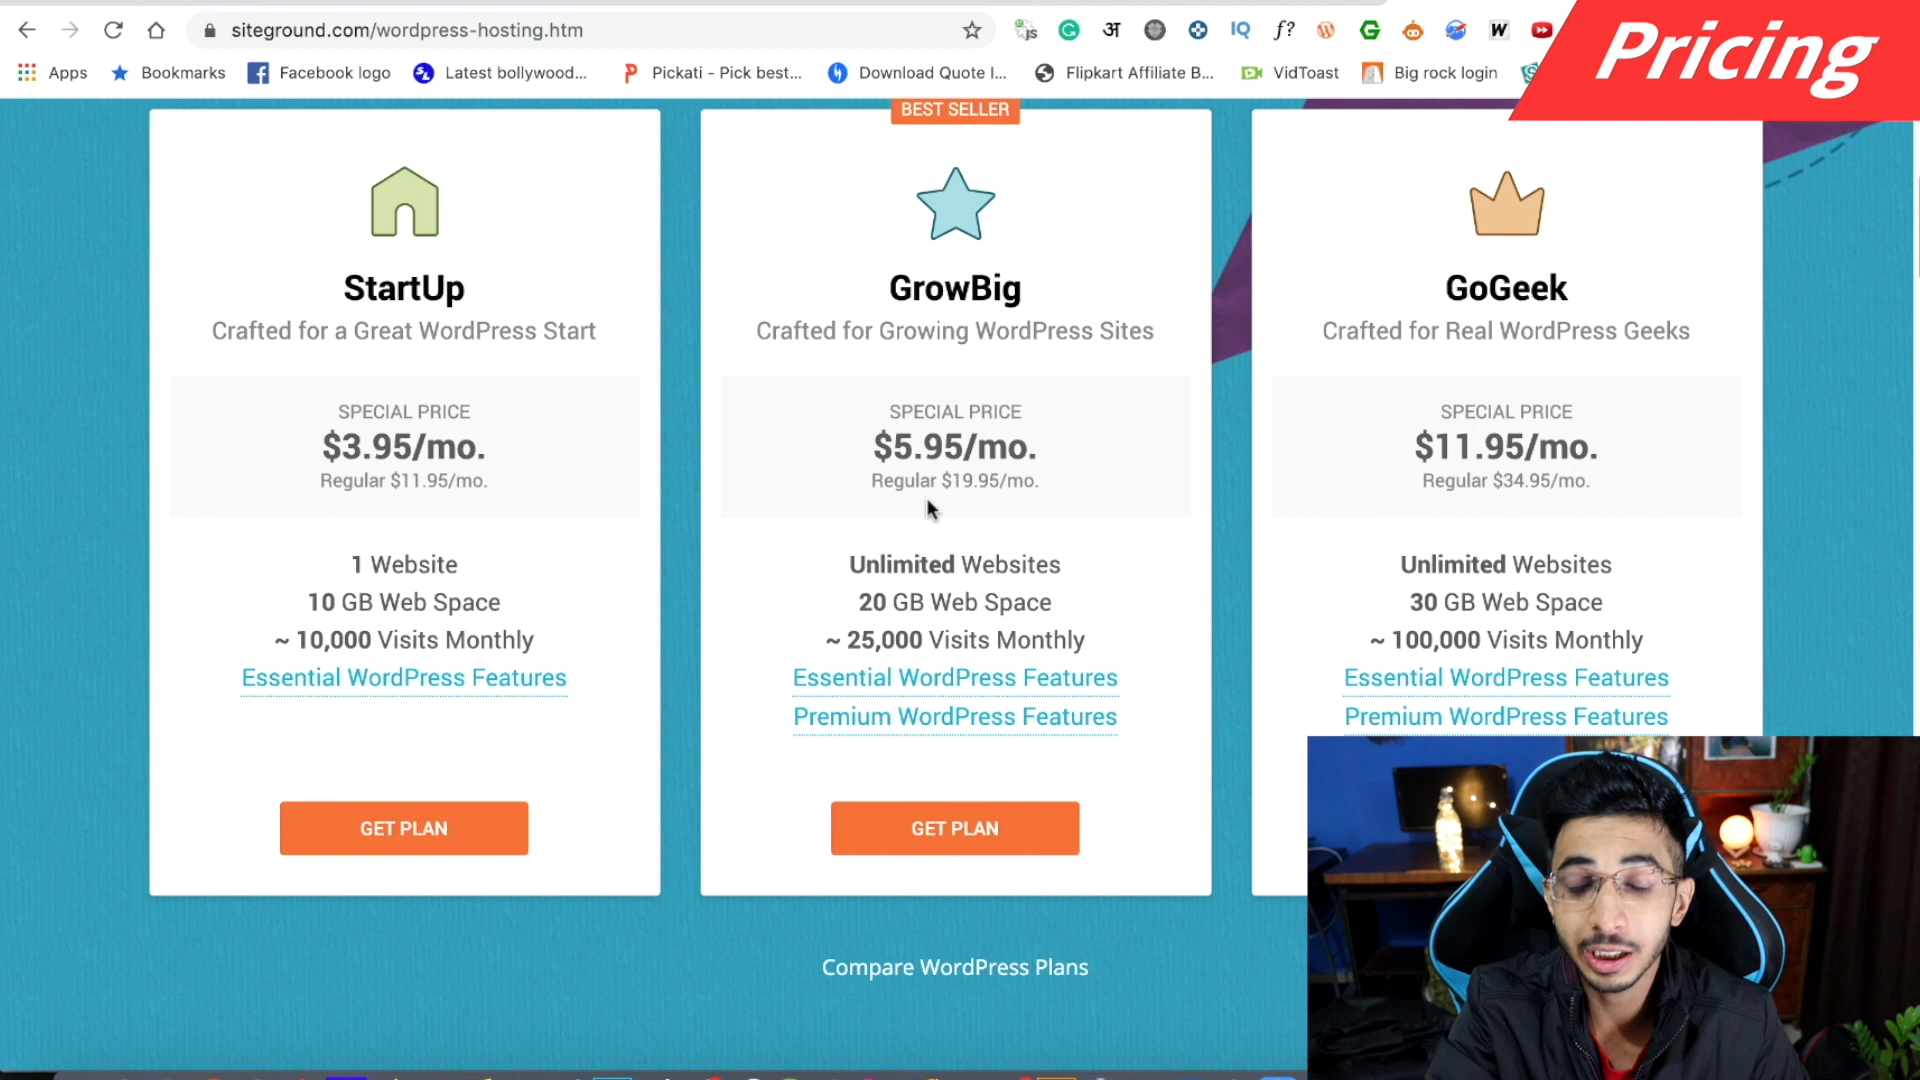 siteground.com/wordpress-hosting.htm
JS
अ
IQ
f?
W
Pricing
Apps
Bookmarks
Facebook logo
Latest bollywood...
Pickati - Pick best...
Download Quote I...
Flipkart Affiliate B...
VidToast
Big rock login
BEST SELLER
StartUp
Crafted for a Great WordPress Start
SPECIAL PRICE
$3.95/mo.
Regular $11.95/mo.
1 Website
10 GB Web Space
~ 10,000 Visits Monthly
Essential WordPress Features
GET PLAN
GrowBig
Crafted for Growing WordPress Sites
SPECIAL PRICE
$5.95/mo.
Regular $19.95/mo.
Unlimited Websites
20 GB Web Space
~ 25,000 Visits Monthly
Essential WordPress Features
Premium WordPress Features
GET PLAN
GoGeek
Crafted for Real WordPress Geeks
SPECIAL PRICE
$11.95/mo.
Regular $34.95/mo.
Unlimited Websites
30 GB Web Space
~ 100,000 Visits Monthly
Essential WordPress Features
Premium WordPress Features
Compare WordPress Plans